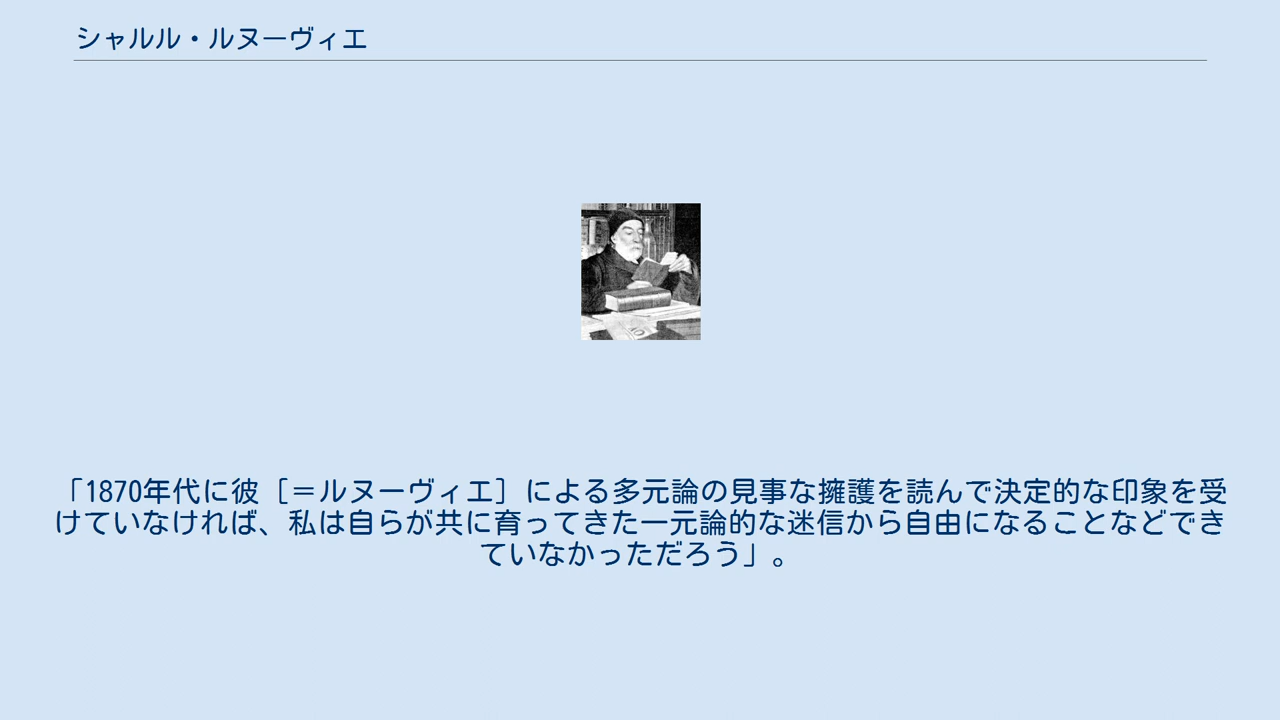 シャルル・ルヌーヴィエ
「1870年代に彼［＝ルヌーヴィエ］による多元論の見事な擁護を読んで決定的な印象を受
けていなければ、私は自らが共に育ってきた一元論的な迷信から自由になることなどでき
ていなかっただろう」。